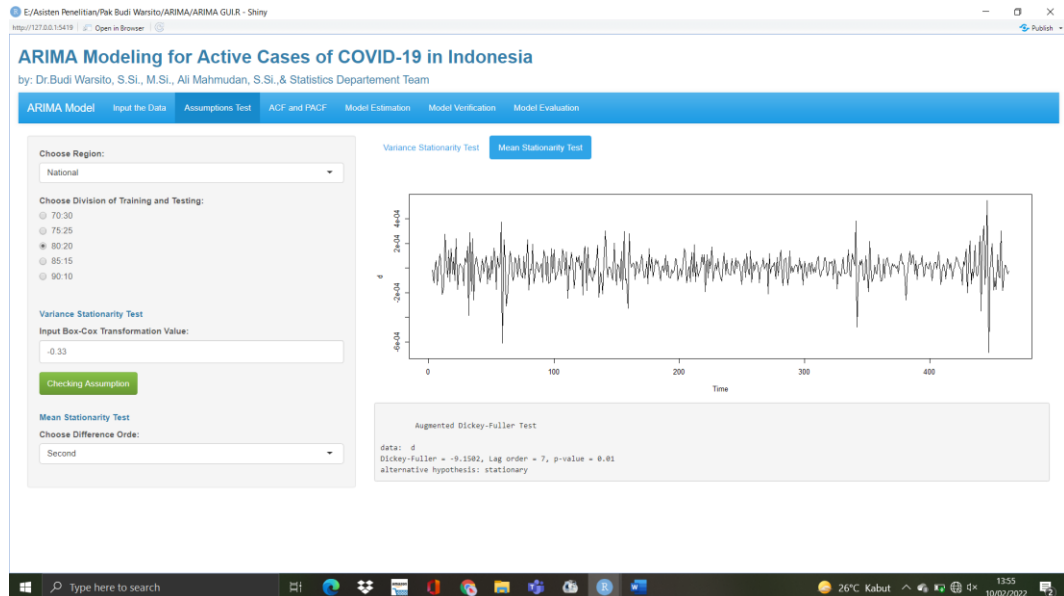 E:/Asisten Penelitian/Pak Budi Warsito/ARIMA/ARIMA GUI.R - Shiny
http://127.0.0.1:5419 Open in Browser
Publish
ARIMA Modeling for Active Cases of COVID-19 in Indonesia
by: Dr.Budi Warsito, S.Si., M.Si., Ali Mahmudan, S.Si.,& Statistics Departement Team
ARIMA Model Input the Data Assumptions Test ACF and PACF Model Estimation Model Verification Model Evaluation
Choose Region:
National
Choose Division of Training and Testing:
70:30
75:25
80:20
85:15
90:10
Variance Stationarity Test
Input Box-Cox Transformation Value:
-0.33
Checking Assumption
Mean Stationarity Test
Choose Difference Orde:
Second
Variance Stationarity Test Mean Stationarity Test
4e-04
2e-04
-2e-04
-6e-04
d
0 100 200 300 400
Time
Augmented Dickey-Fuller Test
data: d
Dickey-Fuller = -9.1502, Lag order = 7, p-value = 0.01
alternative hypothesis: stationary
Type here to search
26°C Kabut
13:55
10/02/2022